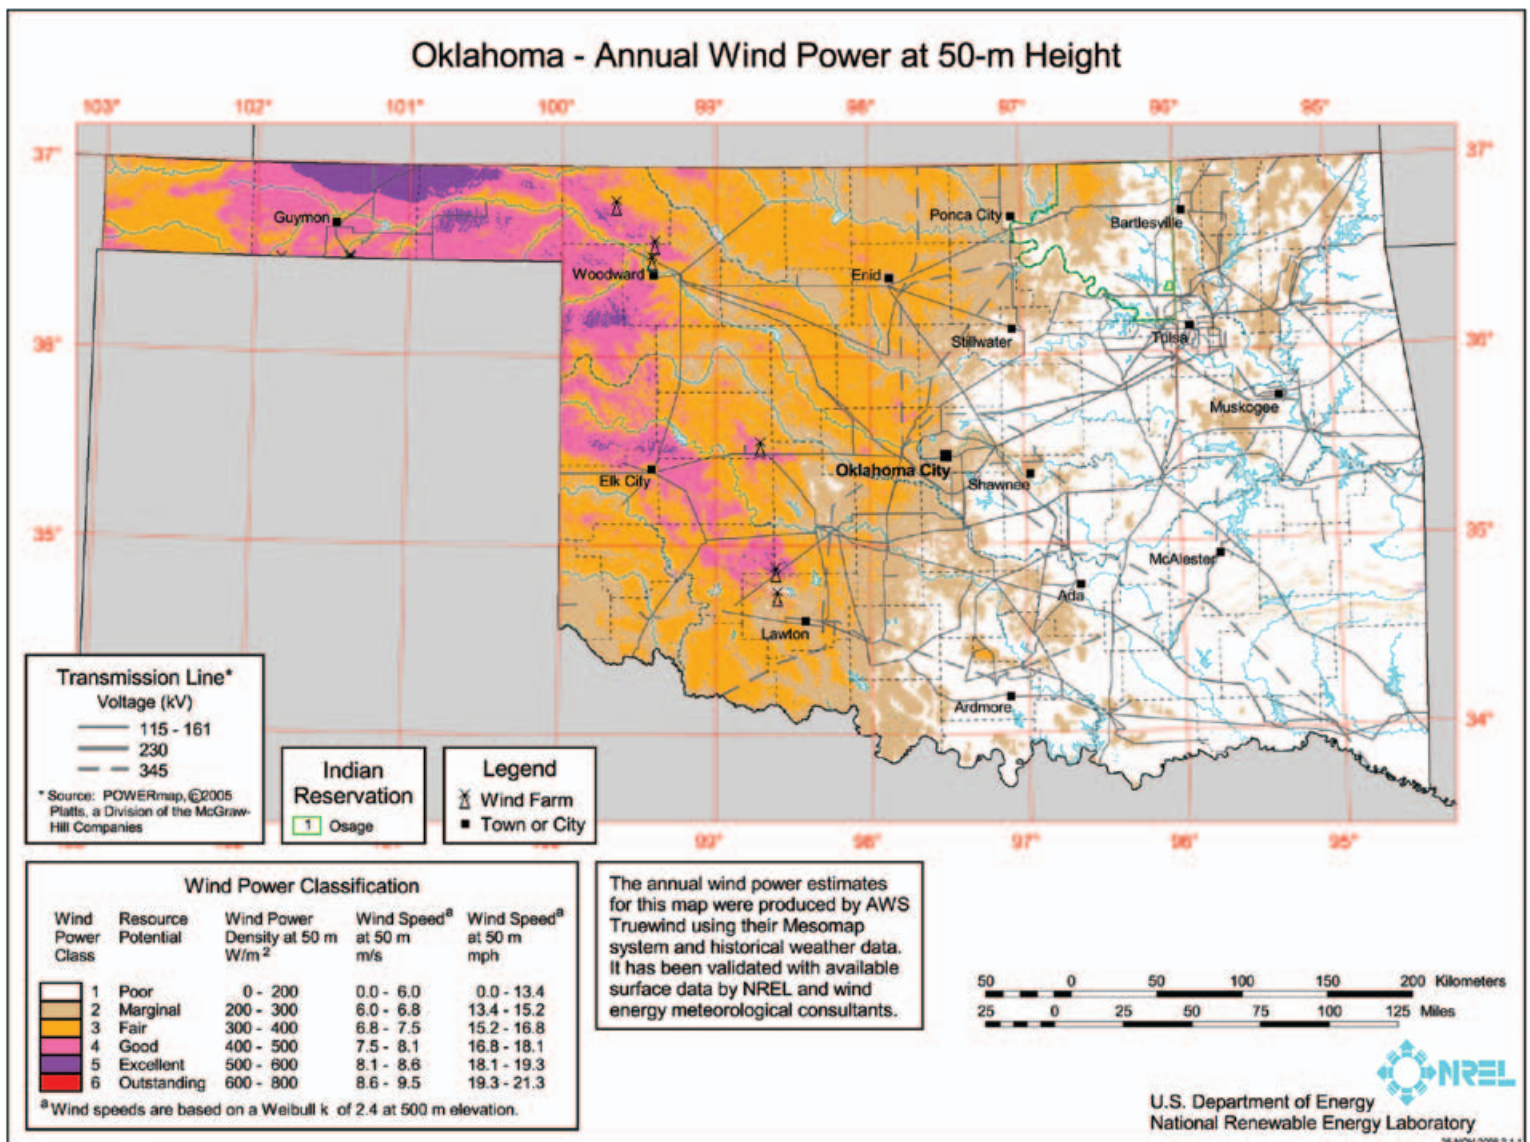 Oklahoma - Annual Wind Power at 50-m Height
103° 102° 101° 100° 99° 98° 97° 96° 95°
37° 37°
Guymon
Ponca City
Bartlesville
Woodward
Enid
36° 36°
Stillwater
Tulsa
Muskogee
Oklahoma City
Elk City
Shawnee
35° 35°
McAlester
Ada
Lawton
Ardmore
34°
99° 98° 97° 96° 95°
Transmission Line*
Voltage (kV)
115 - 161
230
345
* Source: POWERmap, ©2005
Platts, a Division of the McGraw-
Hill Companies
Indian
Reservation
1 Osage
Legend
Wind Farm
Town or City
Wind Power Classification
Wind Power Class Resource Potential Wind Power Density at 50 m W/m² Wind Speedᵃ at 50 m m/s Wind Speedᵃ at 50 m mph
1 Poor 0 - 200 0.0 - 6.0 0.0 - 13.4
2 Marginal 200 - 300 6.0 - 6.8 13.4 - 15.2
3 Fair 300 - 400 6.8 - 7.5 15.2 - 16.8
4 Good 400 - 500 7.5 - 8.1 16.8 - 18.1
5 Excellent 500 - 600 8.1 - 8.6 18.1 - 19.3
6 Outstanding 600 - 800 8.6 - 9.5 19.3 - 21.3
ᵃ Wind speeds are based on a Weibull k of 2.4 at 500 m elevation.
The annual wind power estimates
for this map were produced by AWS
Truewind using their Mesomap
system and historical weather data.
It has been validated with available
surface data by NREL and wind
energy meteorological consultants.
50 0 50 100 150 200 Kilometers
25 0 25 50 75 100 125 Miles
NREL
U.S. Department of Energy
National Renewable Energy Laboratory